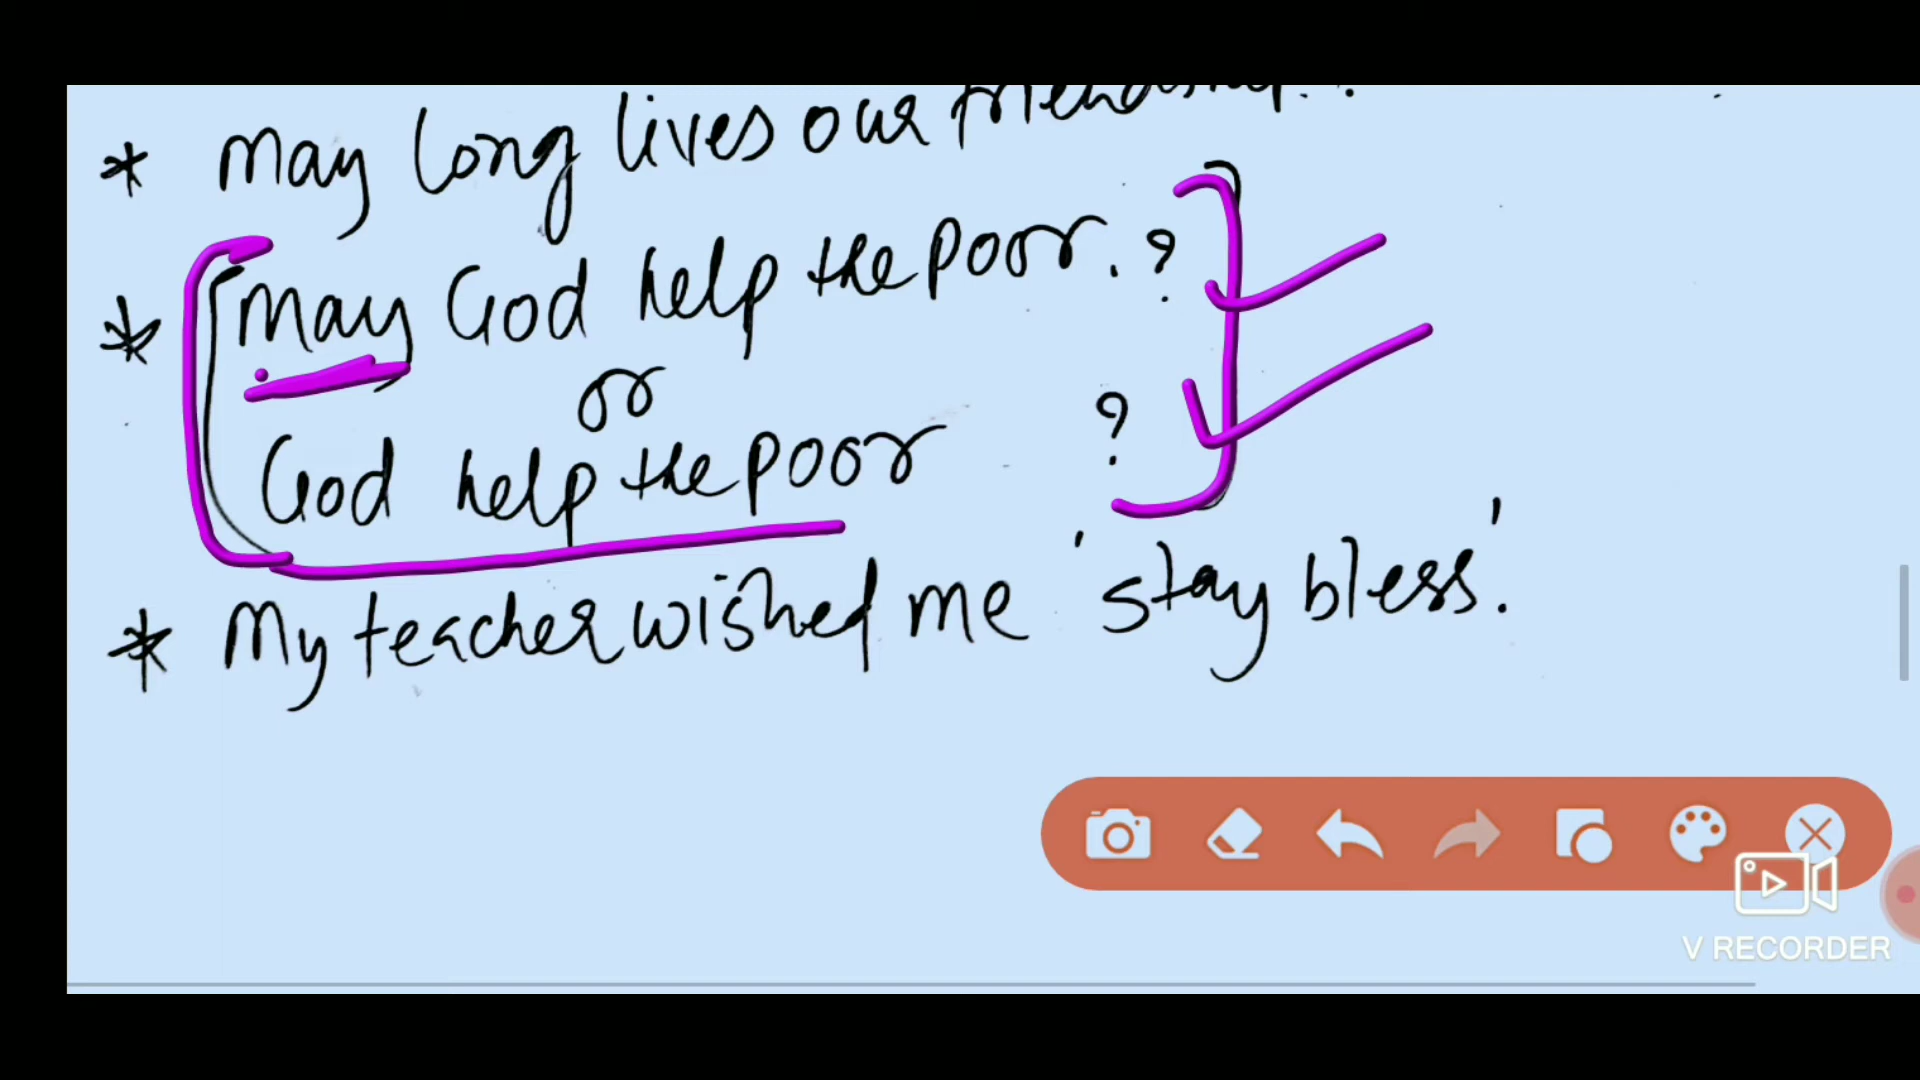 * May long lives our friendship. ?
* May God help the poor. ?
or
God help the poor ?
* My teacher wished me 'stay bless.'
V RECORDER